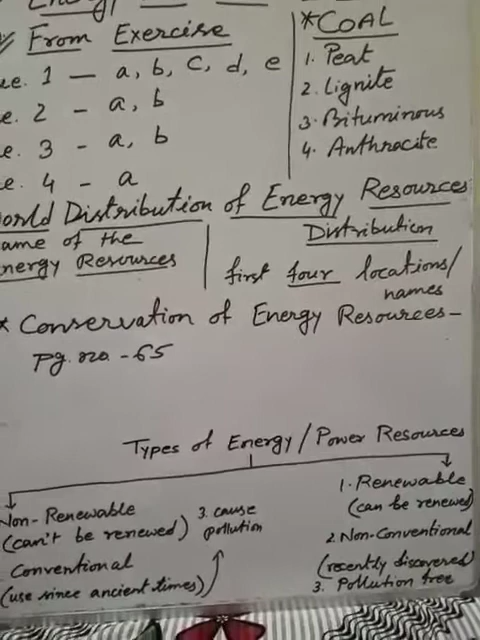 Energy
From Exercise
ue. 1 – a, b, c, d, e
e. 2 - a, b
e. 3 - a, b
e. 4 - a
*COAL
1. Peat
2. Lignite
3. Bituminous
4. Anthracite
orld Distribution of Energy Resources
ame of the
nergy Resources
Distribution
first four locations/
names
* Conservation of Energy Resources–
Pg. no. -65
Types of Energy/Power Resources
Non-Renewable
(can't be renewed)
Conventional
(use since ancient times)
3. cause
pollution
1. Renewable
(can be renewed)
2. Non-Conventional
(recently discovered)
3. Pollution free